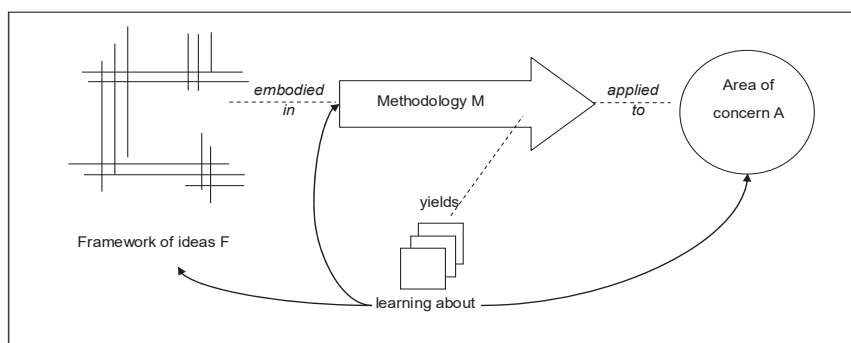 embodied
in
Methodology M
applied
to
Area of
concern A
yields
Framework of ideas F
learning about